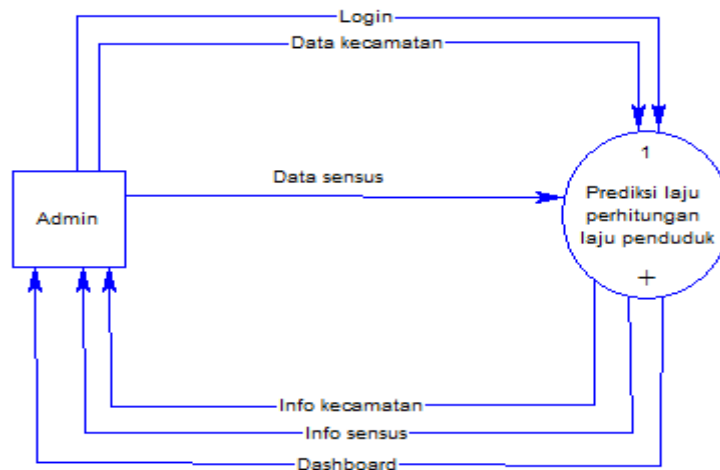 Login
Data kecamatan
1
Data sensus
Prediksi laju
perhitungan
laju penduduk
Admin
+
Info kecamatan
Info sensus
Dashboard